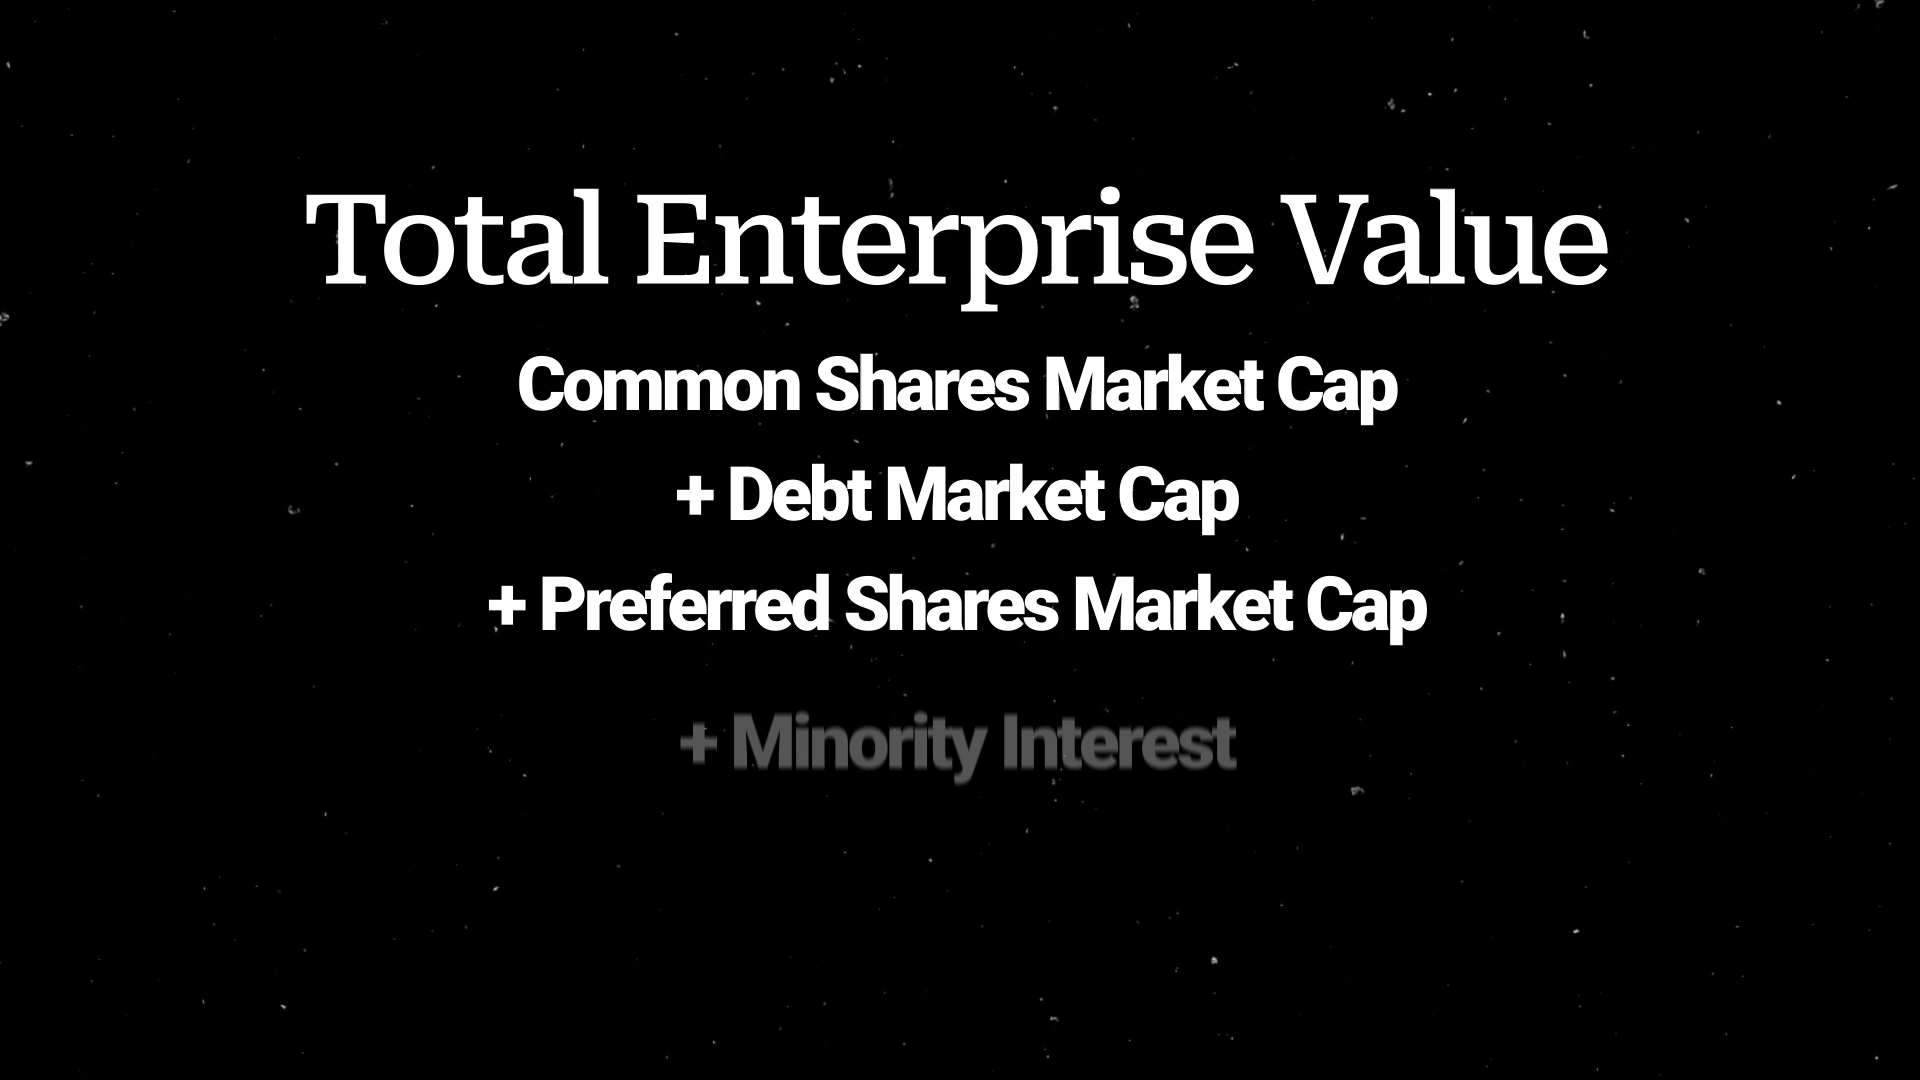 Total Enterprise Value
Common Shares Market Cap
+ Debt Market Cap
+ Preferred Shares Market Cap
+ Minority Interest